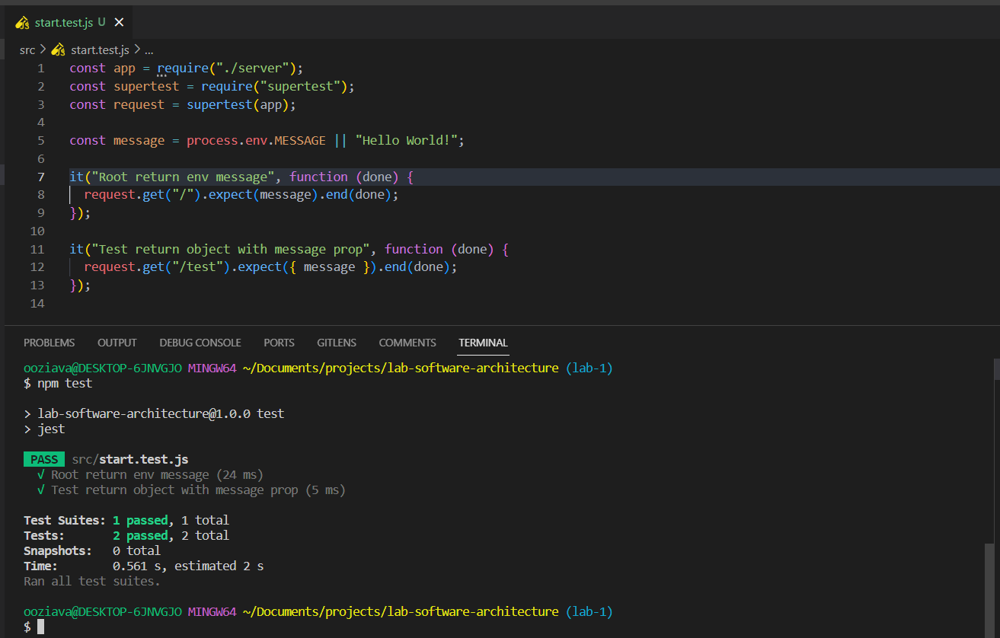 start.test.js U ×
src > start.test.js > ...
1 const app = require("./server");
2 const supertest = require("supertest");
3 const request = supertest(app);
4
5 const message = process.env.MESSAGE || "Hello World!";
6
7 it("Root return env message", function (done) {
8   request.get("/").expect(message).end(done);
9 });
10
11 it("Test return object with message prop", function (done) {
12   request.get("/test").expect({ message }).end(done);
13 });
14
PROBLEMS OUTPUT DEBUG CONSOLE PORTS GITLENS COMMENTS TERMINAL
ooziava@DESKTOP-6JNVGJO MINGW64 ~/Documents/projects/lab-software-architecture (lab-1)
$ npm test
> lab-software-architecture@1.0.0 test
> jest
PASS src/start.test.js
√ Root return env message (24 ms)
√ Test return object with message prop (5 ms)
Test Suites: 1 passed, 1 total
Tests: 2 passed, 2 total
Snapshots: 0 total
Time: 0.561 s, estimated 2 s
Ran all test suites.
ooziava@DESKTOP-6JNVGJO MINGW64 ~/Documents/projects/lab-software-architecture (lab-1)
$